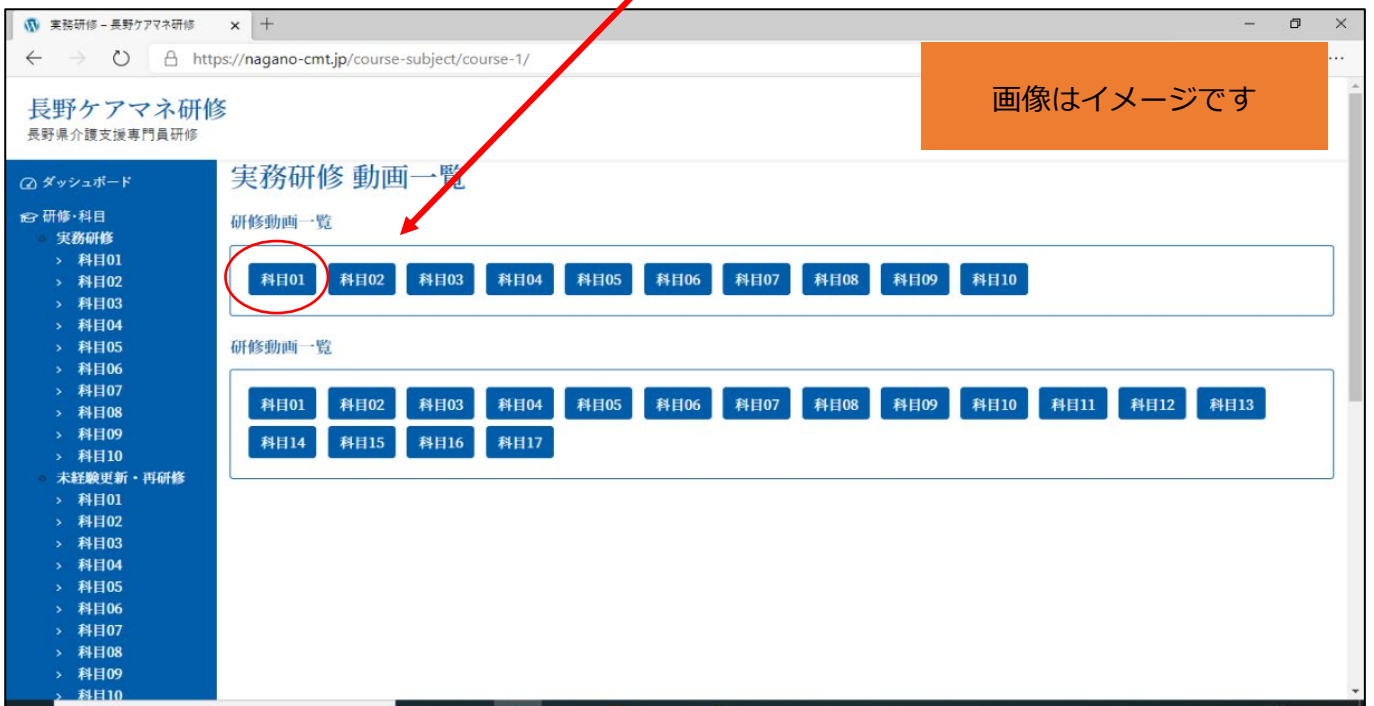 実務研修 – 長野ケアマネ研修
https://nagano-cmt.jp/course-subject/course-1/
画像はイメージです
長野ケアマネ研修
長野県介護支援専門員研修
ダッシュボード
研修・科目
実務研修
科目01
科目02
科目03
科目04
科目05
科目06
科目07
科目08
科目09
科目10
未経験更新・再研修
科目01
科目02
科目03
科目04
科目05
科目06
科目07
科目08
科目09
科目10
実務研修 動画一覧
研修動画一覧
科目01 科目02 科目03 科目04 科目05 科目06 科目07 科目08 科目09 科目10
研修動画一覧
科目01 科目02 科目03 科目04 科目05 科目06 科目07 科目08 科目09 科目10 科目11 科目12 科目13
科目14 科目15 科目16 科目17